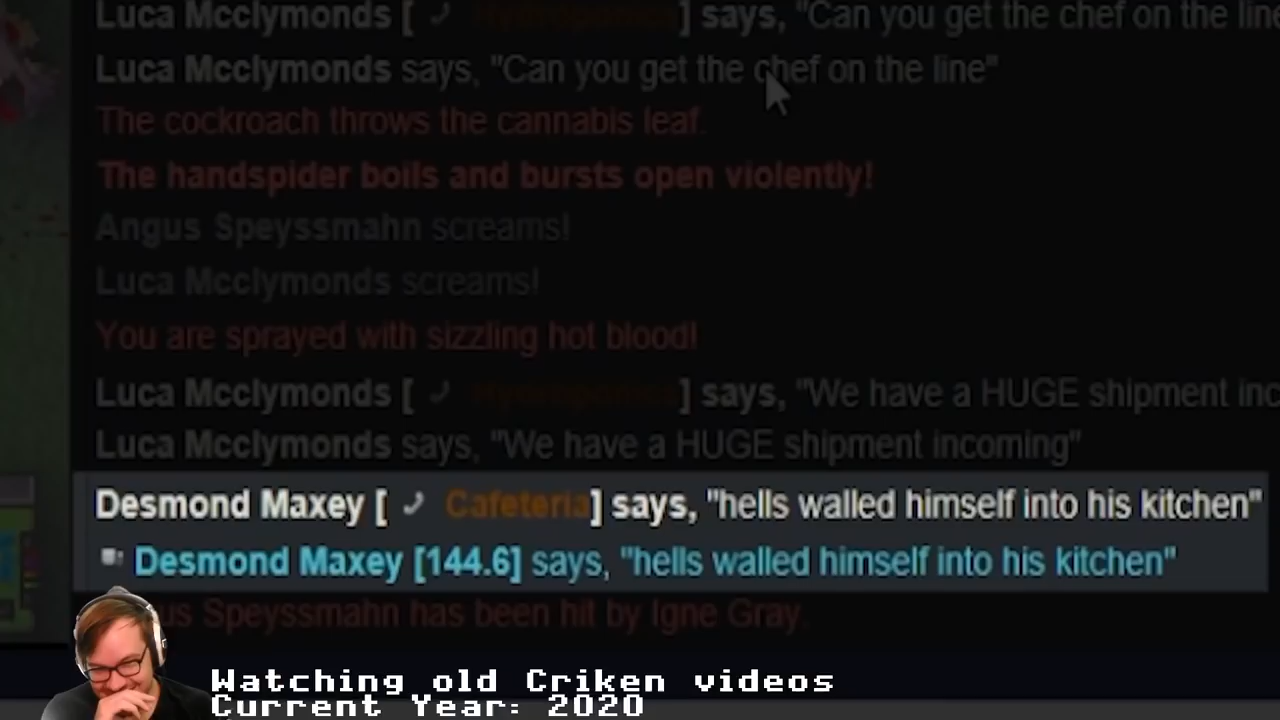 Luca Mcclymonds [ Hydroponics] says, "Can you get the chef on the line
Luca Mcclymonds says, "Can you get the chef on the line"
The cockroach throws the cannabis leaf.
The handspider boils and bursts open violently!
Angus Speyssmahn screams!
Luca Mcclymonds screams!
You are sprayed with sizzling hot blood!
Luca Mcclymonds [ Hydroponics] says, "We have a HUGE shipment inc
Luca Mcclymonds says, "We have a HUGE shipment incoming"
Desmond Maxey [ Cafeteria] says, "hells walled himself into his kitchen"
Desmond Maxey [144.6] says, "hells walled himself into his kitchen"
us Speyssmahn has been hit by Igne Gray.
Watching old Criken videos
Current Year: 2020